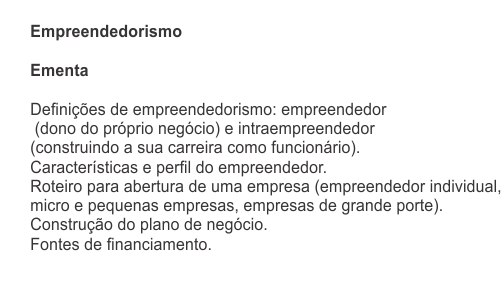 Empreendedorismo
Ementa
Definições de empreendedorismo: empreendedor
(dono do próprio negócio) e intraempreendedor
(construindo a sua carreira como funcionário).
Características e perfil do empreendedor.
Roteiro para abertura de uma empresa (empreendedor individual,
micro e pequenas empresas, empresas de grande porte).
Construção do plano de negócio.
Fontes de financiamento.